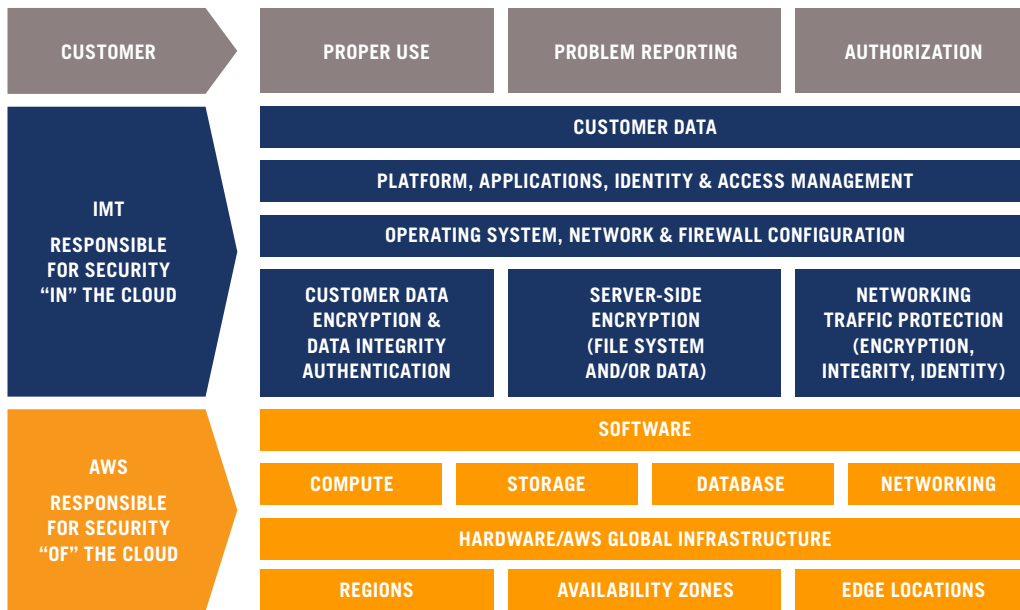 CUSTOMER
PROPER USE
PROBLEM REPORTING
AUTHORIZATION
IMT
RESPONSIBLE
FOR SECURITY
“IN” THE CLOUD
CUSTOMER DATA
PLATFORM, APPLICATIONS, IDENTITY & ACCESS MANAGEMENT
OPERATING SYSTEM, NETWORK & FIREWALL CONFIGURATION
CUSTOMER DATA
ENCRYPTION &
DATA INTEGRITY
AUTHENTICATION
SERVER-SIDE
ENCRYPTION
(FILE SYSTEM
AND/OR DATA)
NETWORKING
TRAFFIC PROTECTION
(ENCRYPTION,
INTEGRITY, IDENTITY)
AWS
RESPONSIBLE
FOR SECURITY
“OF” THE CLOUD
SOFTWARE
COMPUTE
STORAGE
DATABASE
NETWORKING
HARDWARE/AWS GLOBAL INFRASTRUCTURE
REGIONS
AVAILABILITY ZONES
EDGE LOCATIONS